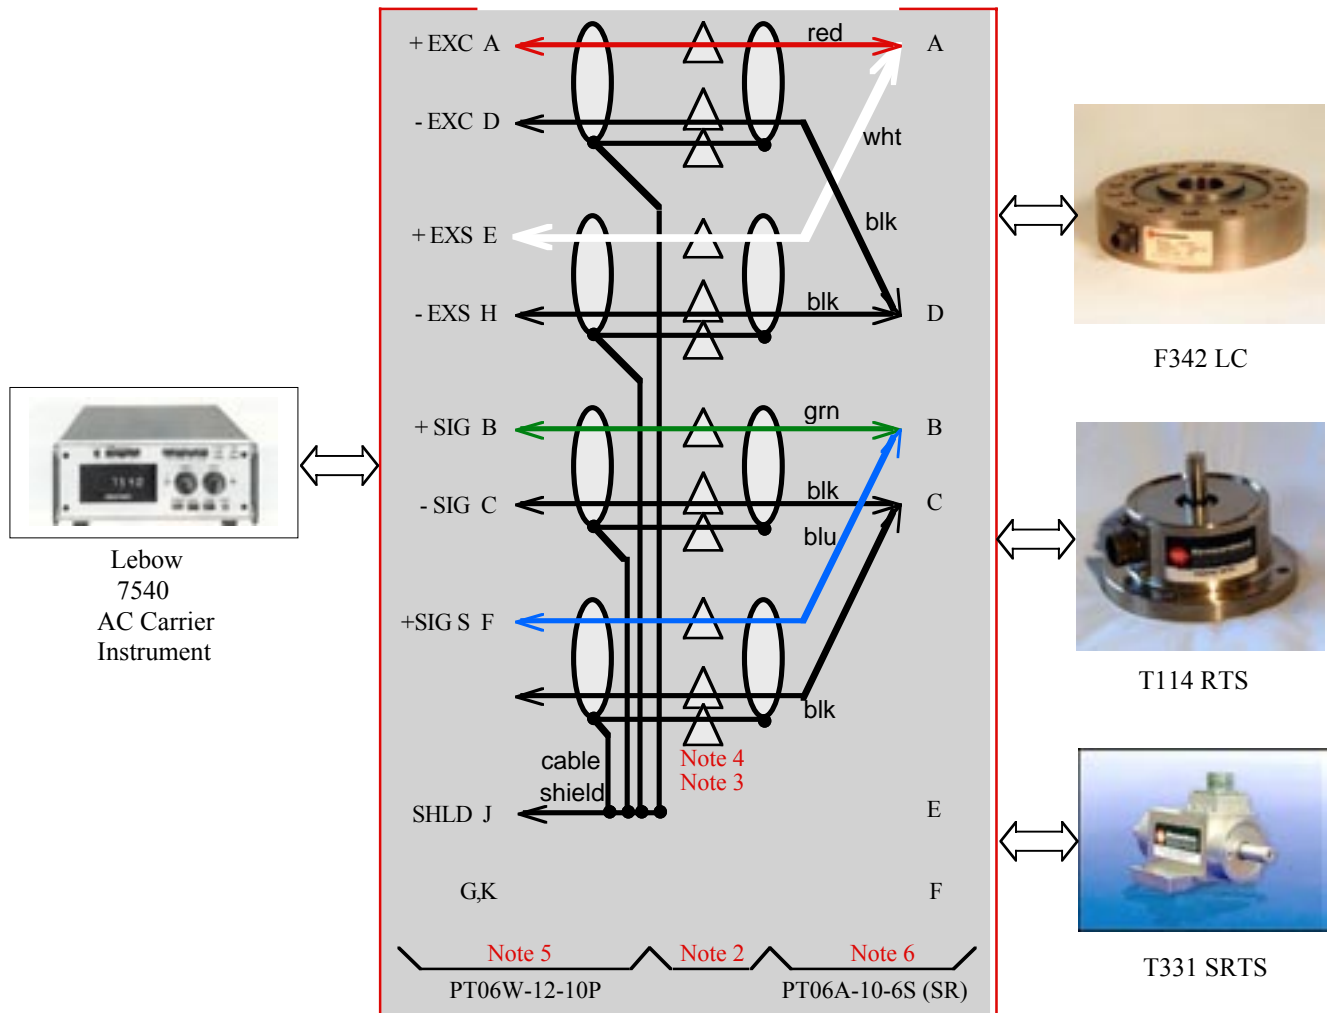 + EXC A
red
A
- EXC D
wht
+ EXS E
blk
- EXS H
blk
D
F342 LC
+ SIG B
grn
B
7540
- SIG C
blk
C
blu
Lebow
7540
AC Carrier
Instrument
+SIG S F
T114 RTS
blk
cable
shield
Note 4
Note 3
SHLD J
E
G,K
F
Note 5
Note 2
Note 6
PT06W-12-10P
PT06A-10-6S (SR)
T331 SRTS